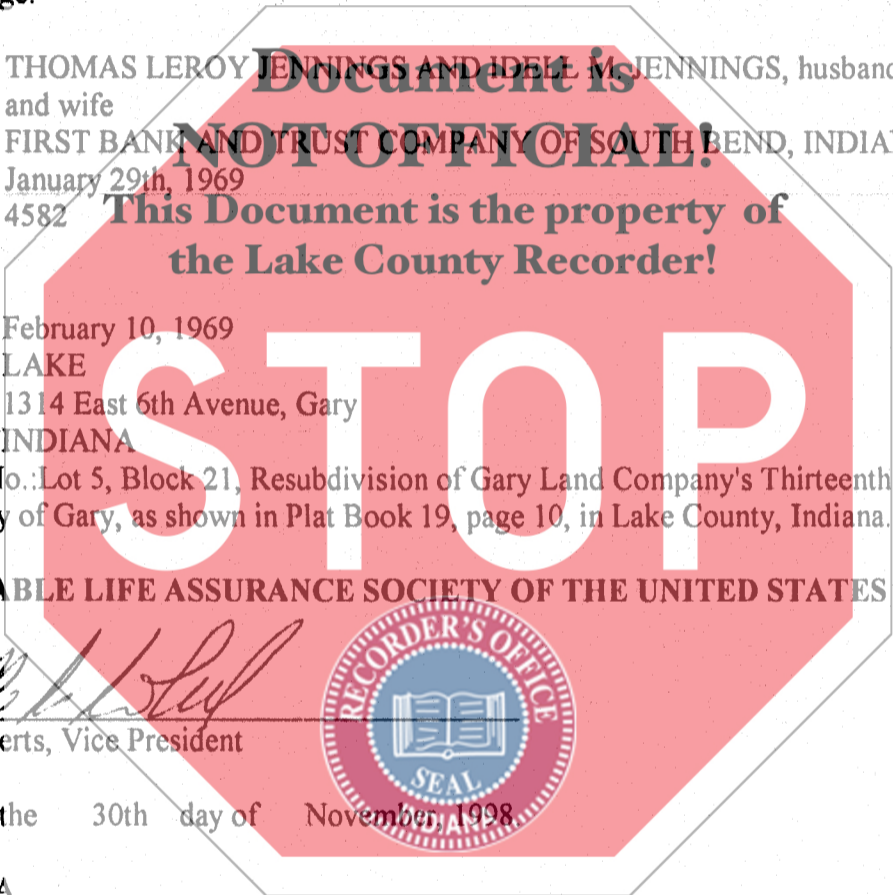 ge.
THOMAS LEROY JENNINGS AND IDELL M. JENNINGS, husband
and wife
FIRST BANK AND TRUST COMPANY OF SOUTH BEND, INDIA
January 29th, 1969
4582
Document is
NOT OFFICIAL!
This Document is the property of
the Lake County Recorder!
February 10, 1969
LAKE
1314 East 6th Avenue, Gary
INDIANA
o.:Lot 5, Block 21, Resubdivision of Gary Land Company's Thirteenth
y of Gary, as shown in Plat Book 19, page 10, in Lake County, Indiana.
STOP
ABLE LIFE ASSURANCE SOCIETY OF THE UNITED STATES
erts, Vice President
RECORDER'S OFFICE
SEAL
INDIANA
the 30th day of November, 1998.